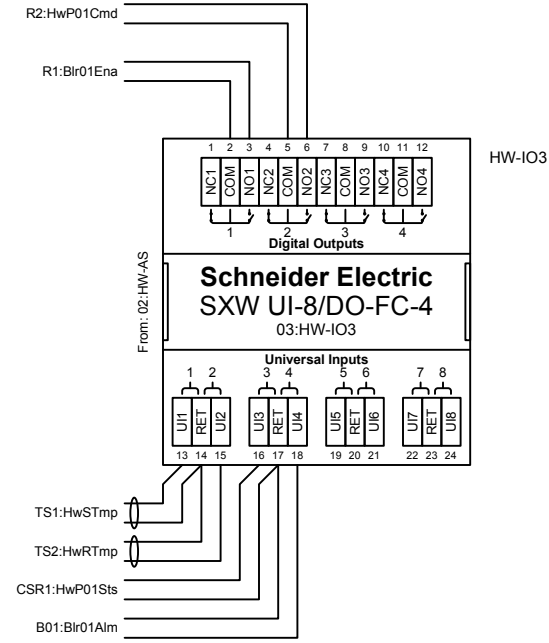 R2:HwP01Cmd
R1:Blr01Ena
HW-IO3
1 2 3 4 5 6 7 8 9 10 11 12
NC1 COM NO1 NC2 COM NO2 NC3 COM NO3 NC4 COM NO4
1 2 3 4
Digital Outputs
From: 02:HW-AS
Schneider Electric
SXW UI-8/DO-FC-4
03:HW-IO3
Universal Inputs
1 2 3 4 5 6 7 8
UI1 RET UI2 UI3 RET UI4 UI5 RET UI6 UI7 RET UI8
13 14 15 16 17 18 19 20 21 22 23 24
TS1:HwSTmp
TS2:HwRTmp
CSR1:HwP01Sts
B01:Blr01Alm